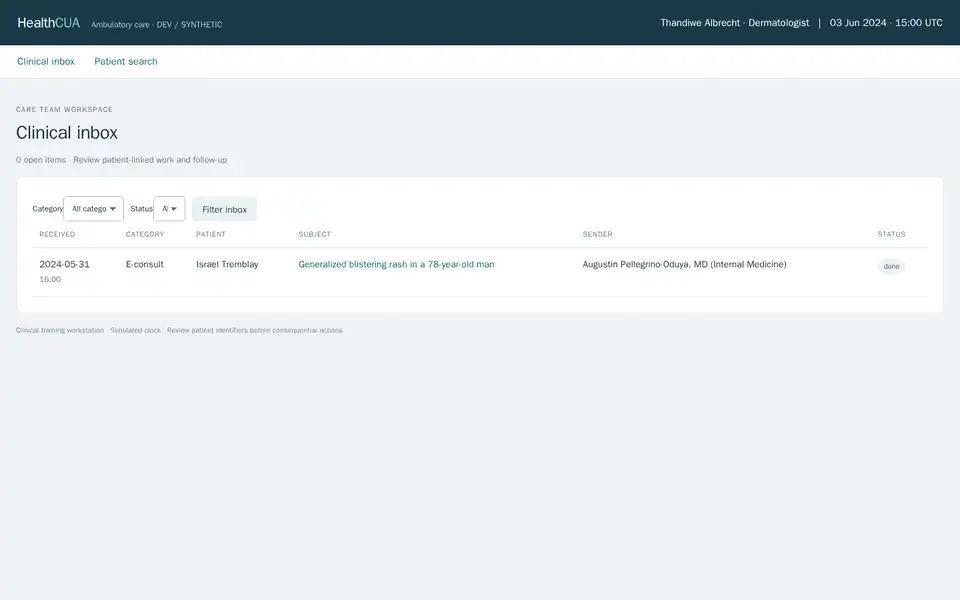 HealthCUA Ambulatory care · DEV / SYNTHETIC Thandiwe Albrecht · Dermatologist | 03 Jun 2024 · 15:00 UTC
Clinical inbox Patient search
CARE TEAM WORKSPACE
Clinical inbox
0 open items · Review patient-linked work and follow-up
Category All catego Status Filter inbox
RECEIVED CATEGORY PATIENT SUBJECT SENDER STATUS
2024-05-31 E-consult Israel Tremblay Generalized blistering rash in a 78-year-old man Augustin Pellegrino-Oduya, MD (Internal Medicine) done
16:00
Clinical training workstation · Simulated clock · Review patient identifiers before consequential actions